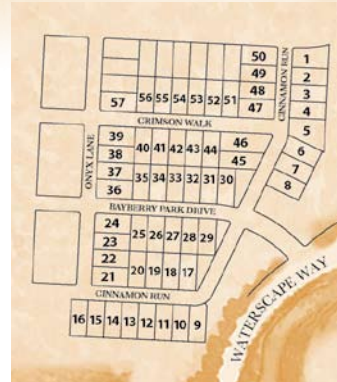 50 1
49 2
48 3
57 56 55 54 53 52 51 47 4
CINNAMON RUN
CRIMSON WALK
5
39 46 6
38 40 41 42 43 44 45 7
37 8
36 35 34 33 32 31 30
ONYX LANE
BAYBERRY PARK DRIVE
24
23 25 26 27 28 29
22
21 20 19 18 17
CINNAMON RUN
16 15 14 13 12 11 10 9
WATERSCAPE WAY